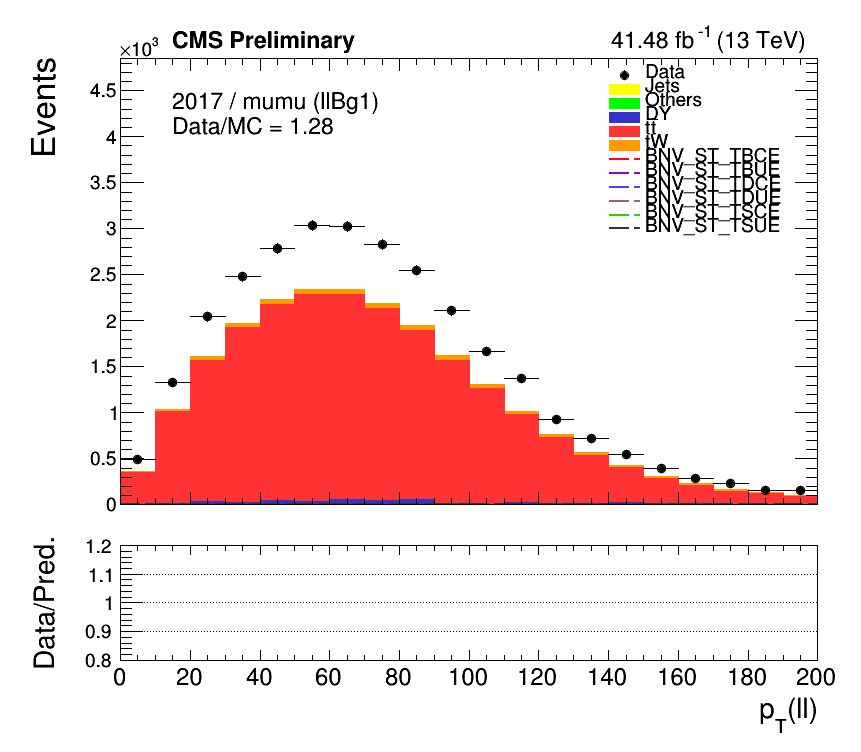 ×10³ CMS Preliminary 41.48 fb⁻¹ (13 TeV)
Events
2017 / mumu (llBg1)
Data/MC = 1.28
Data
Jets
Others
DY
tt
tW
BNV_ST_TBCE
BNV_ST_TBUE
BNV_ST_TDCE
BNV_ST_TDUE
BNV_ST_TSCE
BNV_ST_TSUE
4.5
4
3.5
3
2.5
2
1.5
1
0.5
0
Data/Pred.
1.2
1.1
1
0.9
0.8
0 20 40 60 80 100 120 140 160 180 200
p_T(ll)